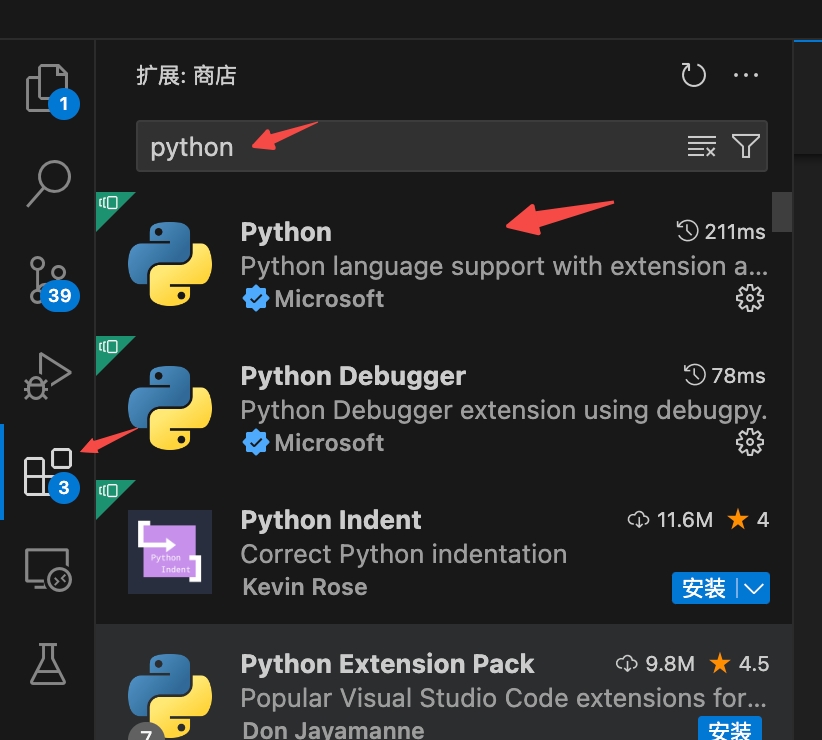 扩展: 商店
1
python
Python
211ms
Python language support with extension a...
Microsoft
39
Python Debugger
78ms
Python Debugger extension using debugpy.
Microsoft
3
Python Indent
11.6M
4
Correct Python indentation
Python
Indent
Kevin Rose
安装
Python Extension Pack
9.8M
4.5
Popular Visual Studio Code extensions for...
Don Jayamanne
安装
7